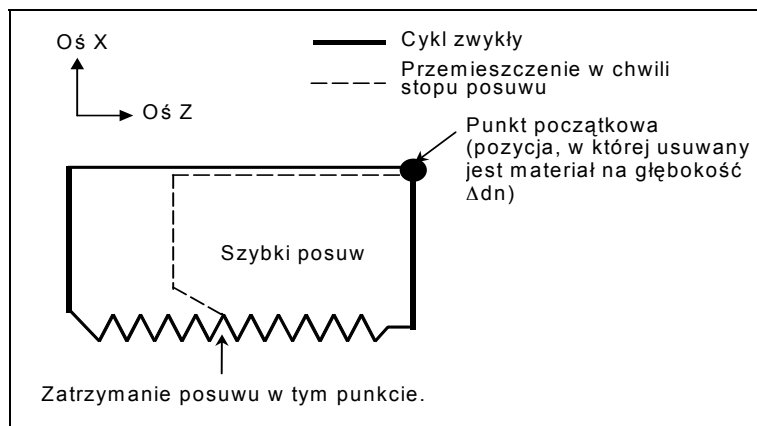 Oś X
Oś Z
Cykl zwykły
Przemieszczenie w chwili
stopu posuwu
Punkt początkowa
(pozycja, w której usuwany
jest materiał na głębokość
Δdn)
Szybki posuw
Zatrzymanie posuwu w tym punkcie.